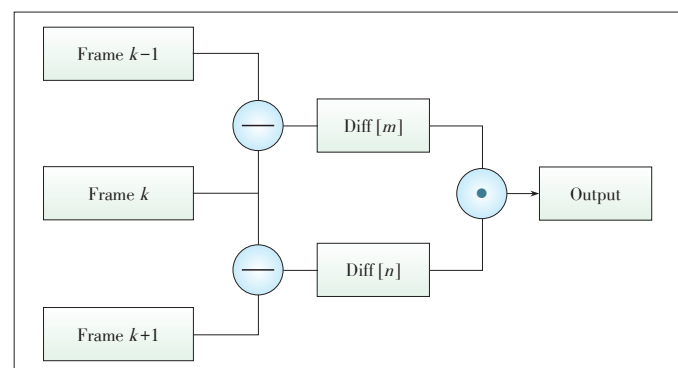 Frame k−1
Diff [m]
Frame k
Output
Diff [n]
Frame k+1